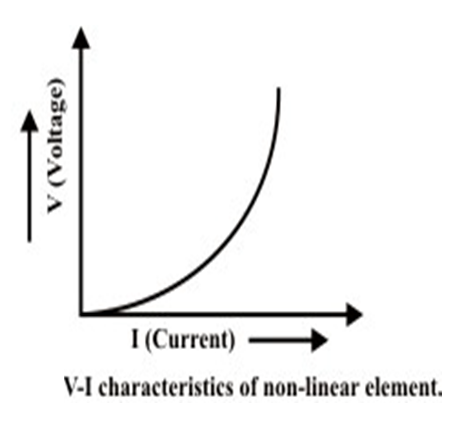 V (Voltage)
I (Current)
V-I characteristics of non-linear element.